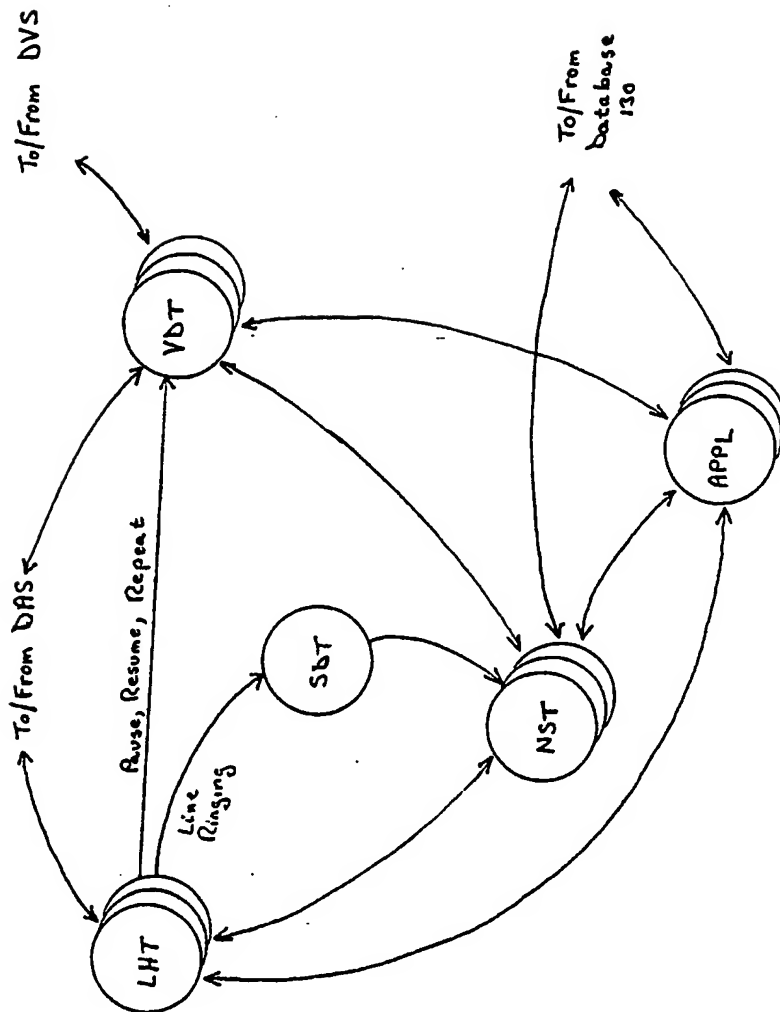 To/From DVS
To/From DAS
Pause, Resume, Repeat
Line
Ringing
To/From
Database
130
LHT
VDT
SDT
NST
APPL